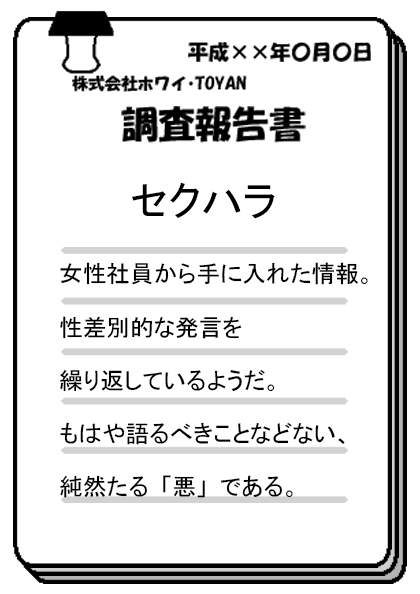 平成××年〇月〇日
株式会社ホワイ・TOYAN
調査報告書
セクハラ
女性社員から手に入れた情報。
性差別的な発言を
繰り返しているようだ。
もはや語るべきことなどない、
純然たる「悪」である。